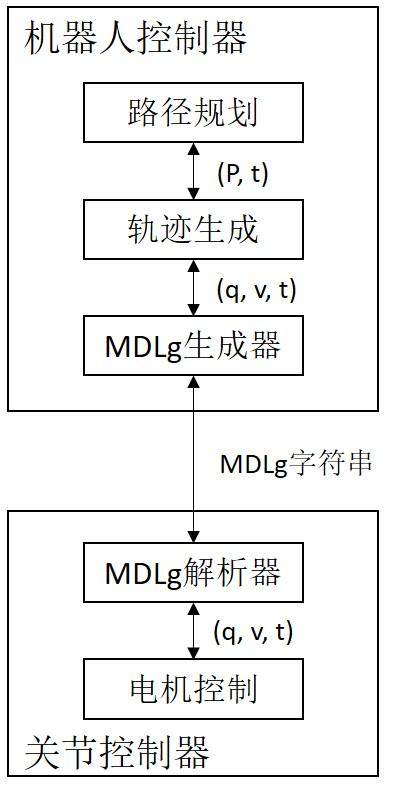 机器人控制器
路径规划
(P, t)
轨迹生成
(q, v, t)
MDLg生成器
MDLg字符串
MDLg解析器
(q, v, t)
电机控制
关节控制器